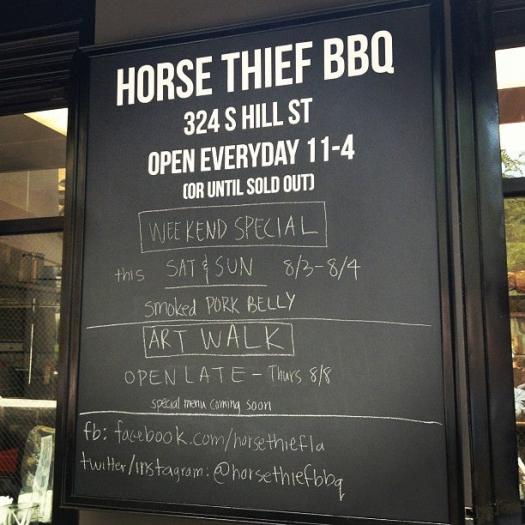 HORSE THIEF BBQ
324 S HILL ST
OPEN EVERYDAY 11-4
(OR UNTIL SOLD OUT)
WEEKEND SPECIAL
this SAT & SUN 8/3-8/4
smoked PORK BELLY
ART WALK
OPEN LATE - Thurs 8/8
special menu coming soon
fb: facebook.com/horsethiefla
twitter/instagram: @horsethiefbbq